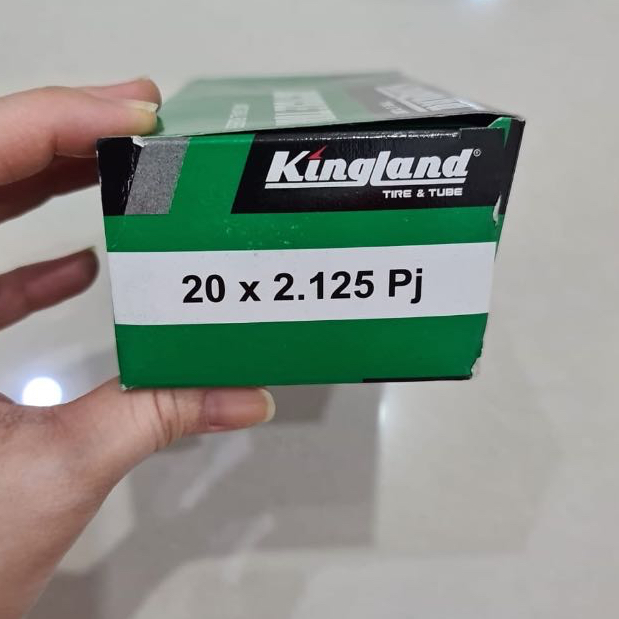 Kingland®
TIRE & TUBE
20 x 2.125 Pj